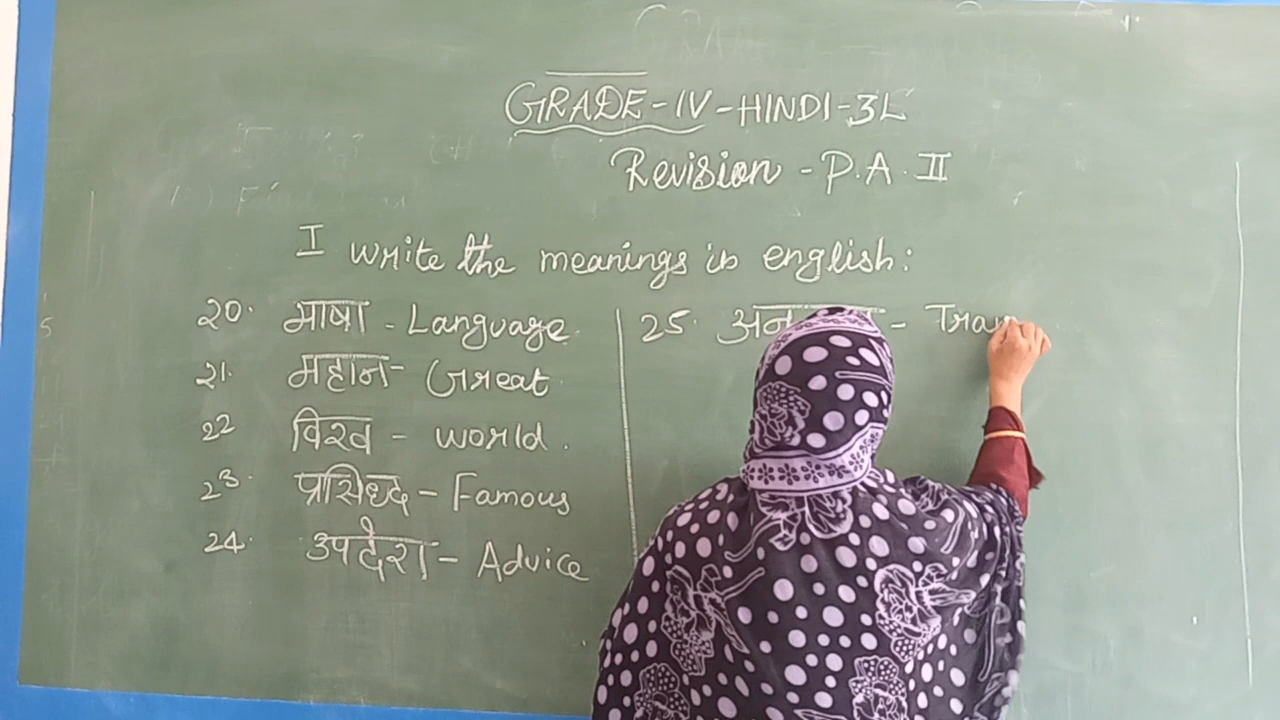 GRADE-IV-HINDI-3L
Revision - P.A. II
I write the meanings in english:
20. भाषा - Language
21. महान - Great
22 विश्व - world.
23. प्रसिध्द - Famous
24. उपदेश - Advice
25.